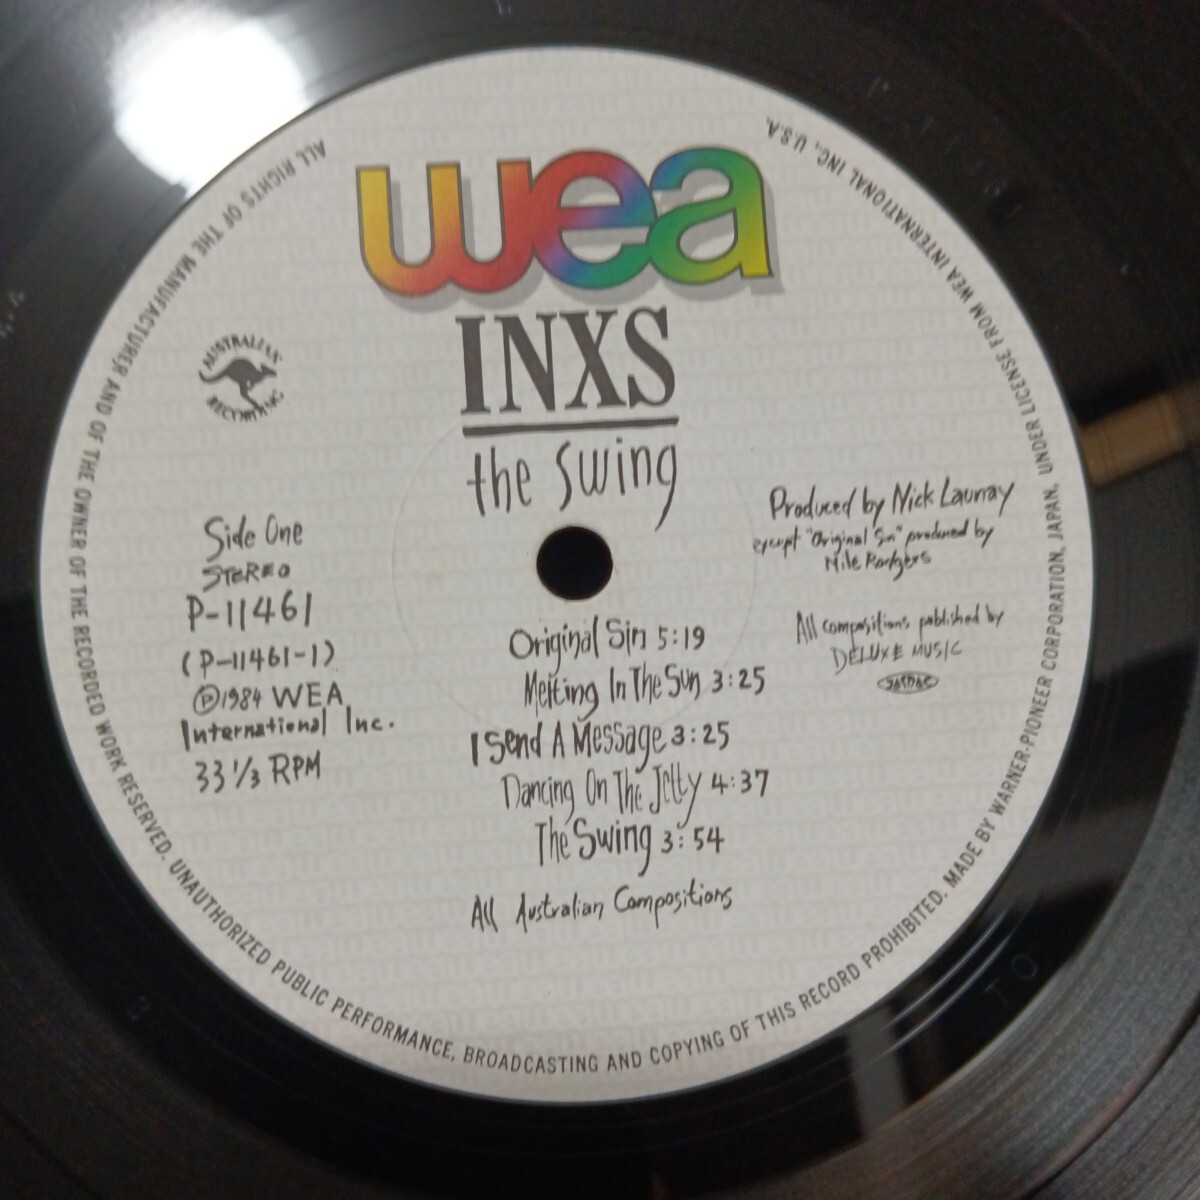 wea
INXS
the swing
AUSTRALIAN
RECORDING
Side One
STEREO
P-11461
(P-11461-1)
Ⓟ1984 WEA
International Inc.
33 1/3 RPM
Produced by Nick Launay
except "Original Sin" produced by
Nile Rodgers
All compositions published by
DELUXE MUSIC
JASRAC
Original Sin 5:19
Melting In The Sun 3:25
I Send A Message 3:25
Dancing On The Jetty 4:37
The Swing 3:54
All Australian Compositions
ALL RIGHTS OF THE MANUFACTURER AND OF THE OWNER OF THE RECORDED WORK RESERVED. UNAUTHORIZED PUBLIC PERFORMANCE, BROADCASTING AND COPYING OF THIS RECORD PROHIBITED. MADE BY WARNER-PIONEER CORPORATION, JAPAN, UNDER LICENSE FROM WEA INTERNATIONAL INC., U.S.A.